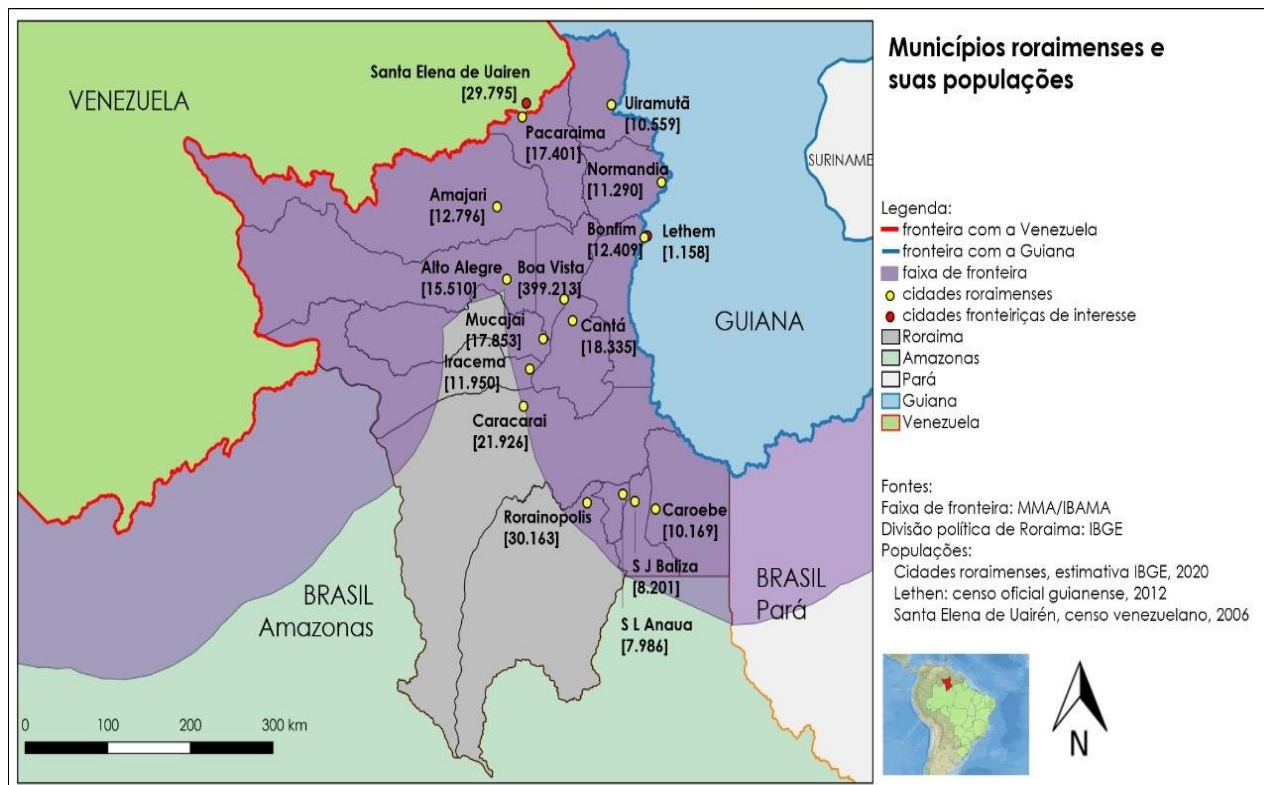 Municípios roraimenses e
suas populações
VENEZUELA
Santa Elena de Uairen
[29.795]
Pacaraima
[17.401]
Uiramutã
[10.559]
Normandia
[11.290]
SURINAME
Amajari
[12.796]
Bonfim
[12.409]
Lethem
[1.158]
Alto Alegre
[15.510]
Boa Vista
[399.213]
Mucajai
[17.853]
Cantá
[18.335]
GUIANA
Iracema
[11.950]
Caracarai
[21.926]
Rorainopolis
[30.163]
Caroebe
[10.169]
S J Baliza
[8.201]
S L Anaua
[7.986]
BRASIL
Amazonas
BRASIL
Pará
0 100 200 300 km
Legenda:
fronteira com a Venezuela
fronteira com a Guiana
faixa de fronteira
cidades roraimenses
cidades fronteiriças de interesse
Roraima
Amazonas
Pará
Guiana
Venezuela
Fontes:
Faixa de fronteira: MMA/IBAMA
Divisão política de Roraima: IBGE
Populações:
Cidades roraimenses, estimativa IBGE, 2020
Lethen: censo oficial guianense, 2012
Santa Elena de Uairén, censo venezuelano, 2006
N